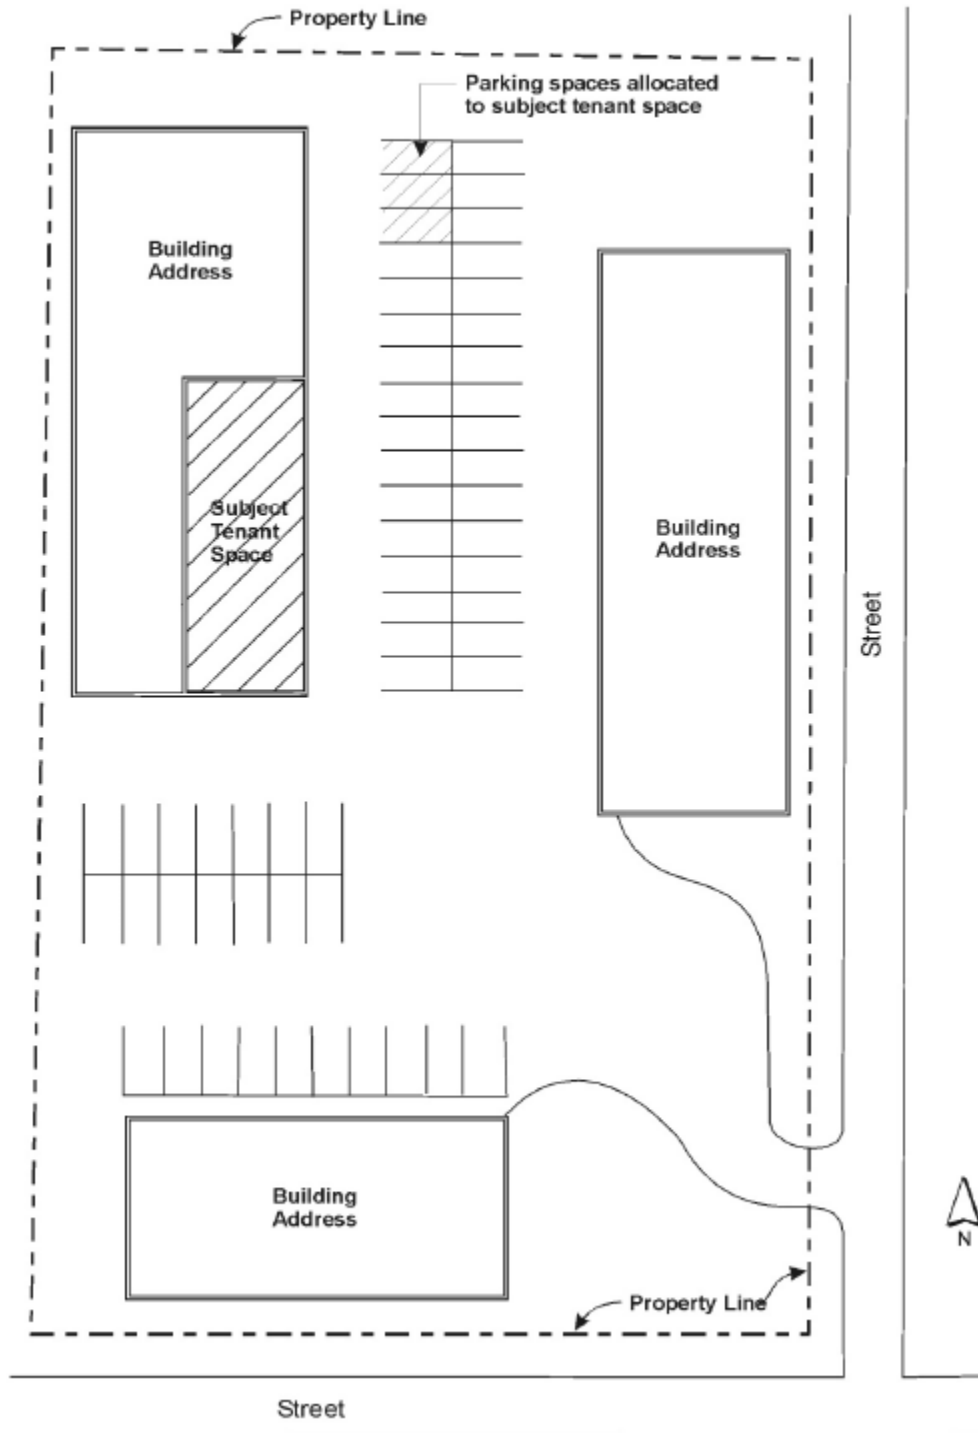 Property Line
Parking spaces allocated
to subject tenant space
Building
Address
Subject
Tenant
Space
Building
Address
Street
Building
Address
N
Property Line
Street